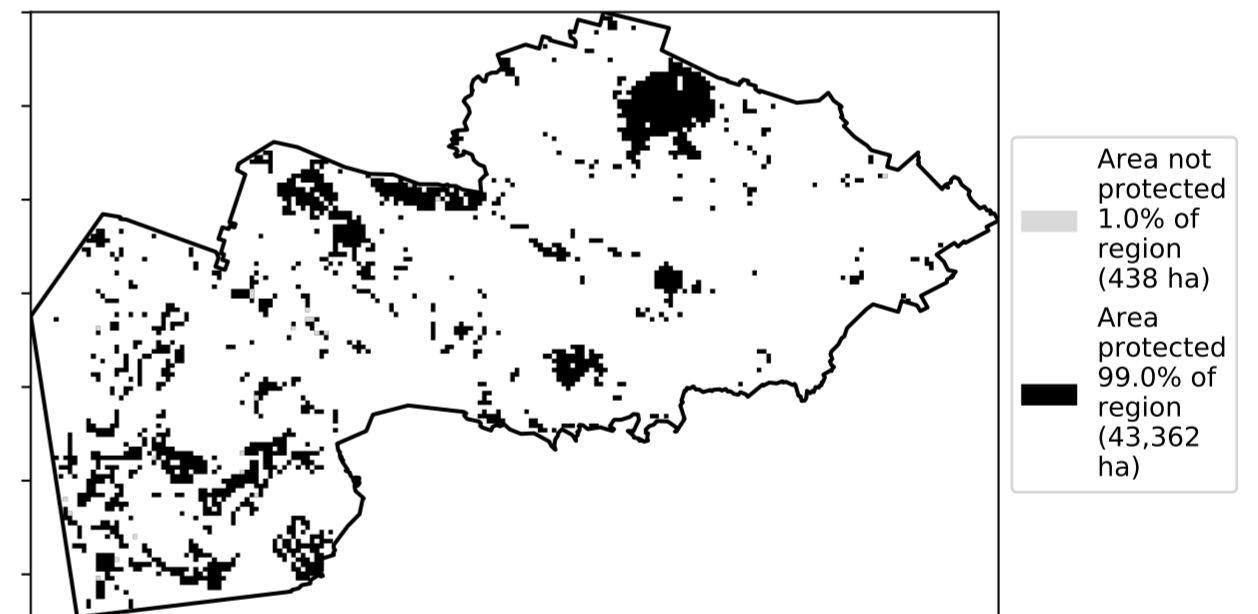 Area not
protected
1.0% of
region
(438 ha)
Area
protected
99.0% of
region
(43,362
ha)